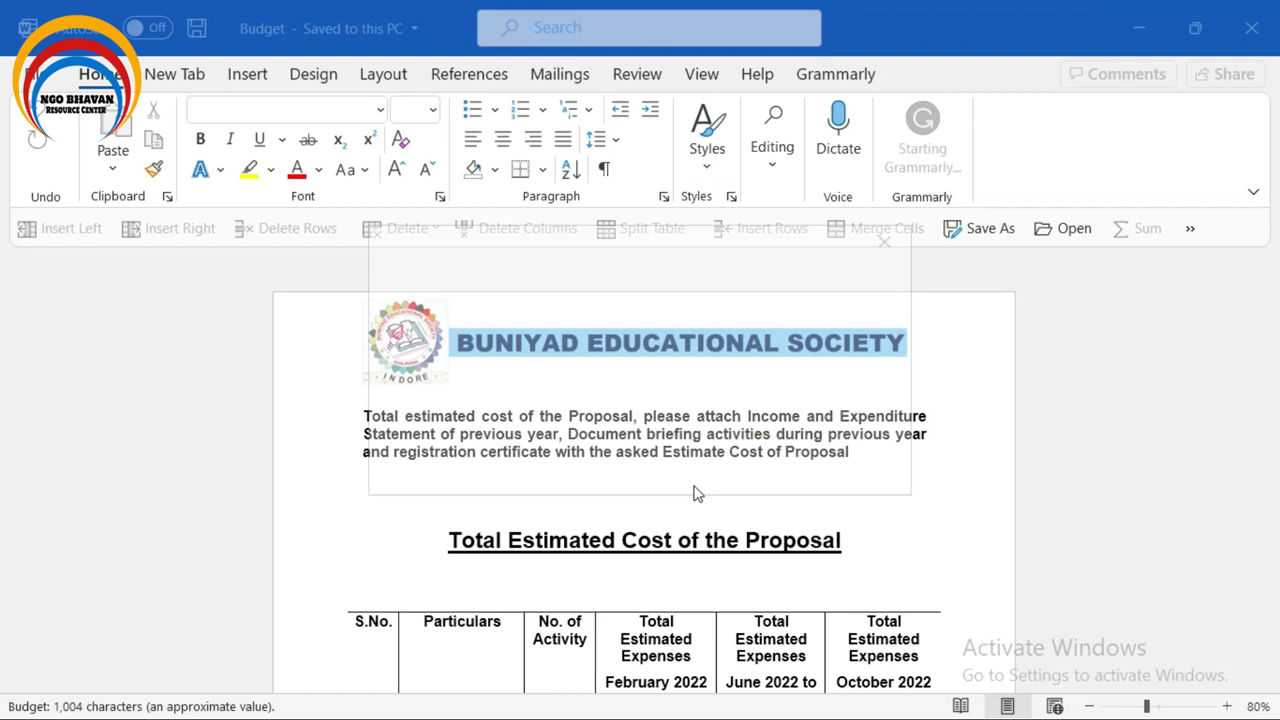 AutoSave Off Budget - Saved to this PC Search
NGO BHAVAN
RESOURCE CENTER
Home New Tab Insert Design Layout References Mailings Review View Help Grammarly Comments Share
Paste
Styles
Editing
Dictate
Starting
Grammarly...
Undo Clipboard Font Paragraph Styles Voice Grammarly
Insert Left Insert Right Delete Rows Delete Delete Columns Split Table Insert Rows Merge Cells Save As Open Sum
BUNIYAD EDUCATIONAL SOCIETY
INDORE
Total estimated cost of the Proposal, please attach Income and Expenditure
Statement of previous year, Document briefing activities during previous year
and registration certificate with the asked Estimate Cost of Proposal
Total Estimated Cost of the Proposal
S.No. Particulars No. of Total Total Total
Activity Estimated Estimated Estimated
Expenses Expenses Expenses
February 2022 June 2022 to October 2022
Activate Windows
Go to Settings to activate Windows.
Budget: 1,004 characters (an approximate value). 80%